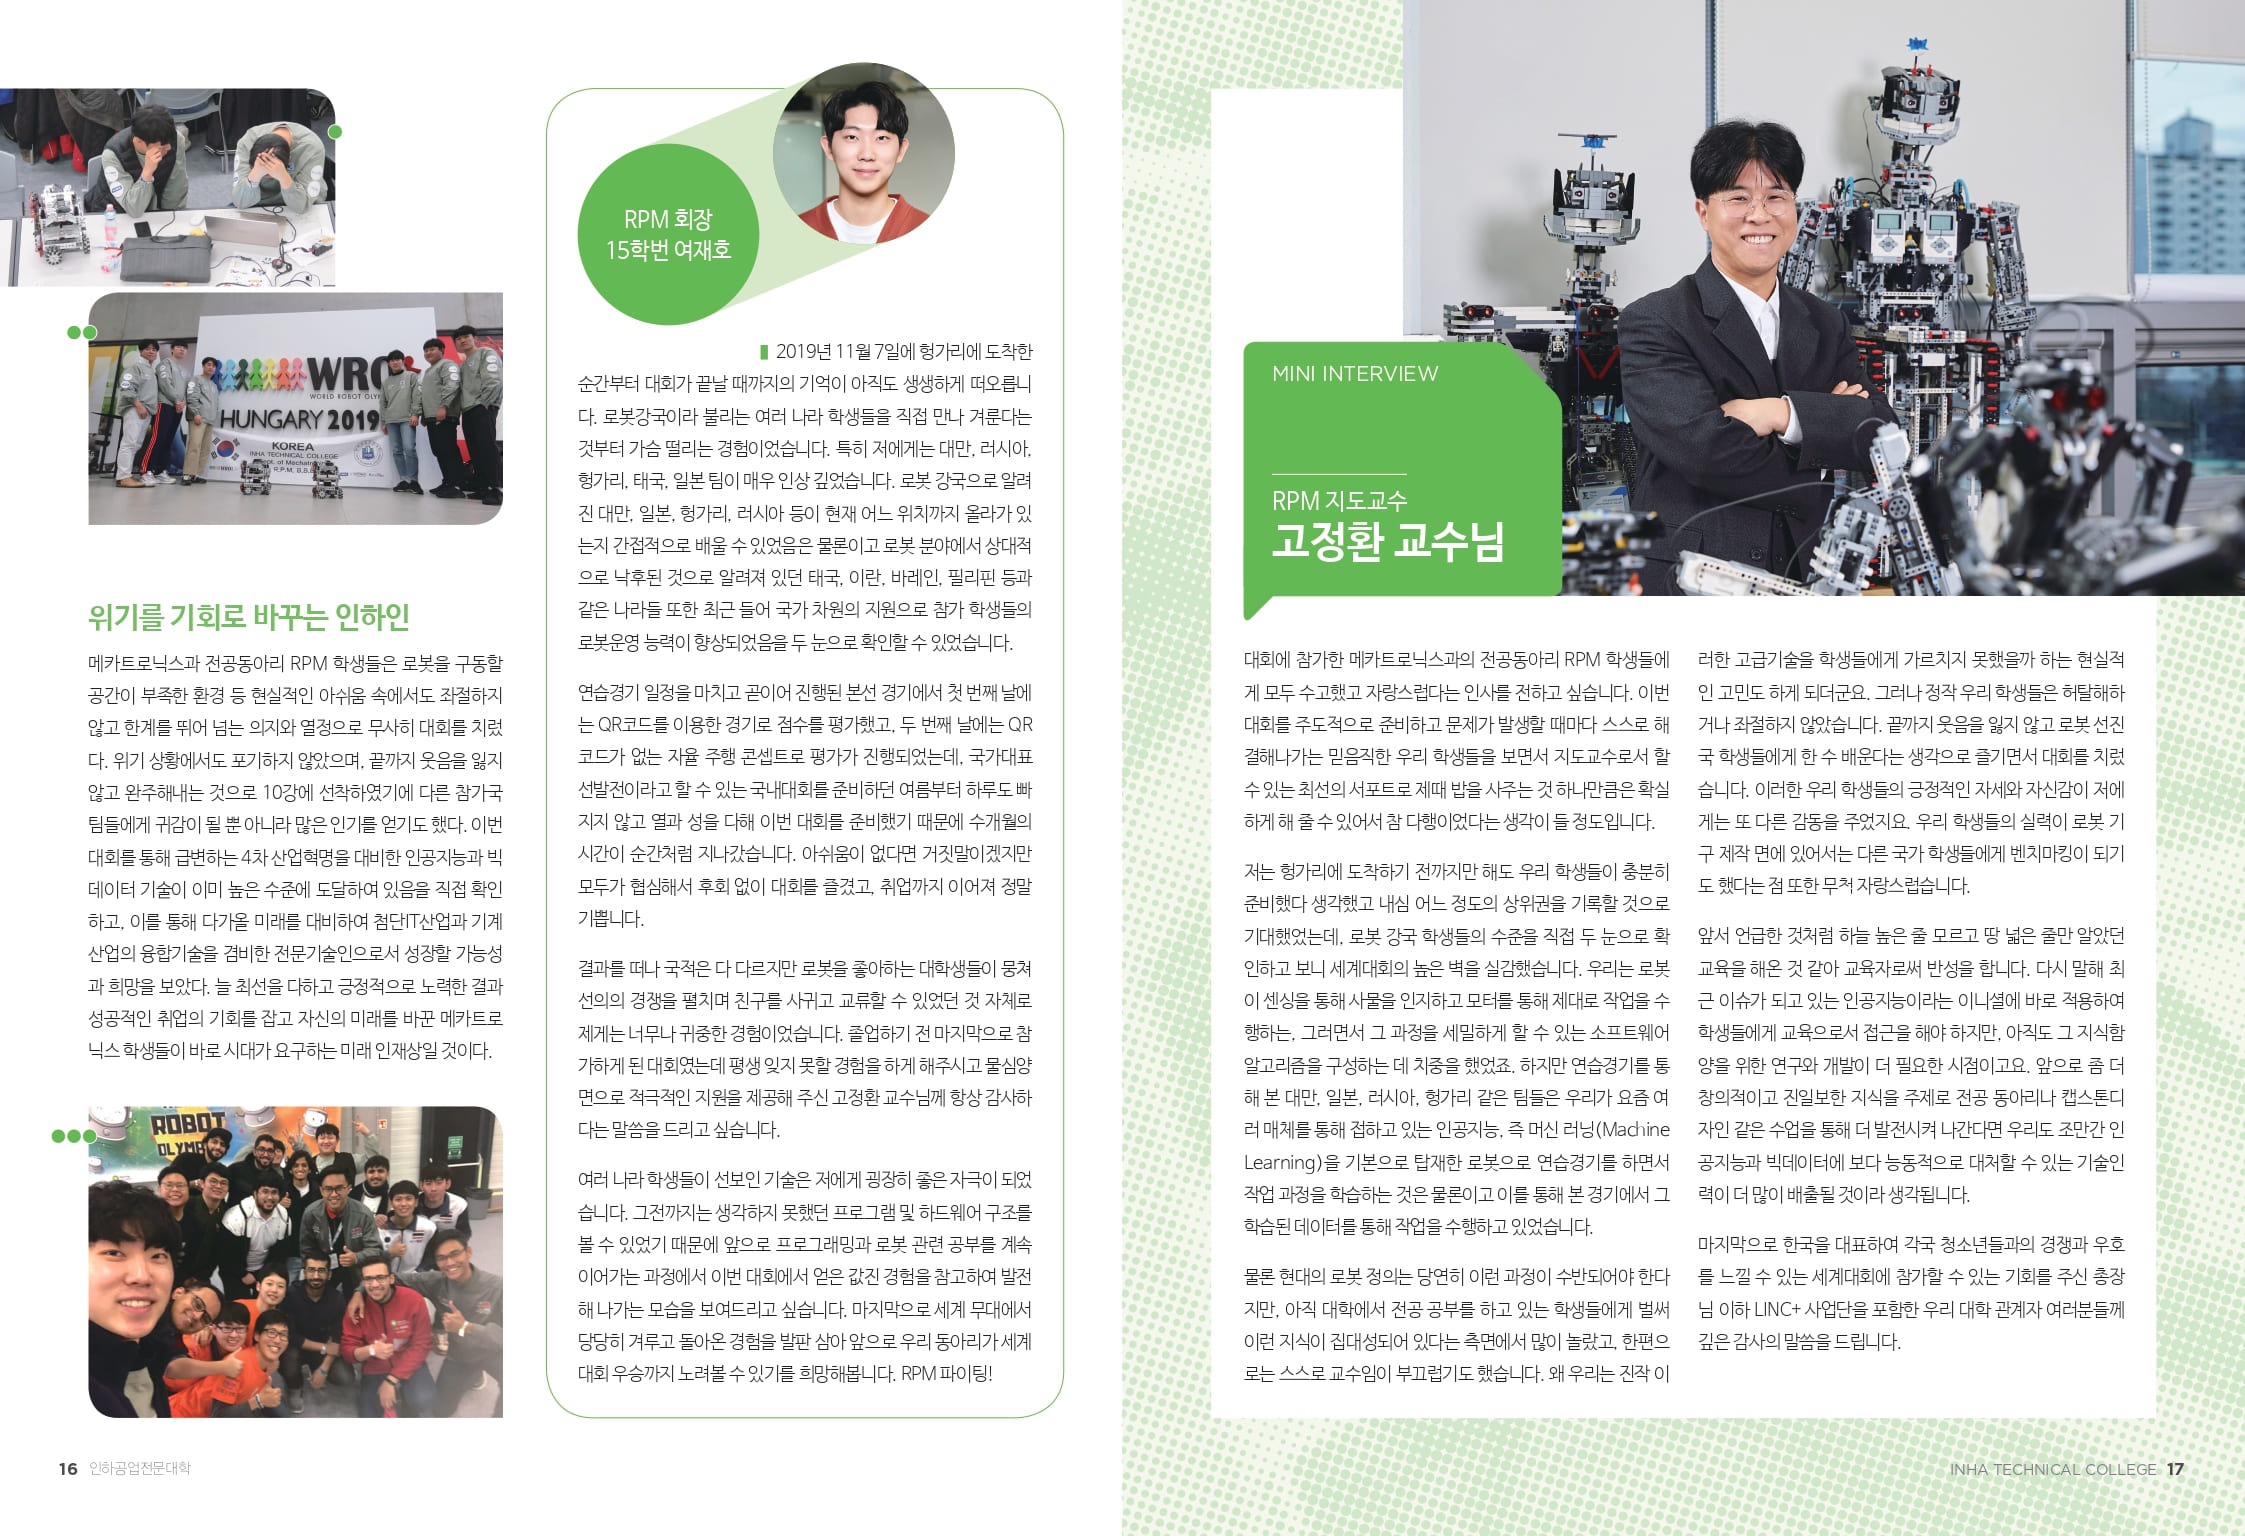 WRO
WORLD ROBOT OLYM
HUNGARY 2019
KOREA
INHA TECHNICAL COLLEGE
위기를 기회로 바꾸는 인하인
메카트로닉스과 전공동아리 RPM 학생들은 로봇을 구동할
공간이 부족한 환경 등 현실적인 아쉬움 속에서도 좌절하지
않고 한계를 뛰어 넘는 의지와 열정으로 무사히 대회를 치렀
다. 위기 상황에서도 포기하지 않았으며, 끝까지 웃음을 잃지
않고 완주해내는 것으로 10강에 선착하였기에 다른 참가국
팀들에게 귀감이 될 뿐 아니라 많은 인기를 얻기도 했다. 이번
대회를 통해 급변하는 4차 산업혁명을 대비한 인공지능과 빅
데이터 기술이 이미 높은 수준에 도달하여 있음을 직접 확인
하고, 이를 통해 다가올 미래를 대비하여 첨단IT산업과 기계
산업의 융합기술을 겸비한 전문기술인으로서 성장할 가능성
과 희망을 보았다. 늘 최선을 다하고 긍정적으로 노력한 결과
성공적인 취업의 기회를 잡고 자신의 미래를 바꾼 메카트로
닉스 학생들이 바로 시대가 요구하는 미래 인재상일 것이다.
ROBOT
OLYMP
16 인하공업전문대학
RPM 회장
15학번 여재호
2019년 11월 7일에 헝가리에 도착한
순간부터 대회가 끝날 때까지의 기억이 아직도 생생하게 떠오릅니
다. 로봇강국이라 불리는 여러 나라 학생들을 직접 만나 겨룬다는
것부터 가슴 떨리는 경험이었습니다. 특히 저에게는 대만, 러시아,
헝가리, 태국, 일본 팀이 매우 인상 깊었습니다. 로봇 강국으로 알려
진 대만, 일본, 헝가리, 러시아 등이 현재 어느 위치까지 올라가 있
는지 간접적으로 배울 수 있었음은 물론이고 로봇 분야에서 상대적
으로 낙후된 것으로 알려져 있던 태국, 이란, 바레인, 필리핀 등과
같은 나라들 또한 최근 들어 국가 차원의 지원으로 참가 학생들의
로봇운영 능력이 향상되었음을 두 눈으로 확인할 수 있었습니다.
연습경기 일정을 마치고 곧이어 진행된 본선 경기에서 첫 번째 날에
는 QR코드를 이용한 경기로 점수를 평가했고, 두 번째 날에는 QR
코드가 없는 자율 주행 콘셉트로 평가가 진행되었는데, 국가대표
선발전이라고 할 수 있는 국내대회를 준비하던 여름부터 하루도 빠
지지 않고 열과 성을 다해 이번 대회를 준비했기 때문에 수개월의
시간이 순간처럼 지나갔습니다. 아쉬움이 없다면 거짓말이겠지만
모두가 협심해서 후회 없이 대회를 즐겼고, 취업까지 이어져 정말
기쁩니다.
결과를 떠나 국적은 다 다르지만 로봇을 좋아하는 대학생들이 뭉쳐
선의의 경쟁을 펼치며 친구를 사귀고 교류할 수 있었던 것 자체로
제게는 너무나 귀중한 경험이었습니다. 졸업하기 전 마지막으로 참
가하게 된 대회였는데 평생 잊지 못할 경험을 하게 해주시고 물심양
면으로 적극적인 지원을 제공해 주신 고정환 교수님께 항상 감사하
다는 말씀을 드리고 싶습니다.
여러 나라 학생들이 선보인 기술은 저에게 굉장히 좋은 자극이 되었
습니다. 그전까지는 생각하지 못했던 프로그램 및 하드웨어 구조를
볼 수 있었기 때문에 앞으로 프로그래밍과 로봇 관련 공부를 계속
이어가는 과정에서 이번 대회에서 얻은 값진 경험을 참고하여 발전
해 나가는 모습을 보여드리고 싶습니다. 마지막으로 세계 무대에서
당당히 겨루고 돌아온 경험을 발판 삼아 앞으로 우리 동아리가 세계
대회 우승까지 노려볼 수 있기를 희망해봅니다. RPM 파이팅!
MINI INTERVIEW
RPM 지도교수
고정환 교수님
대회에 참가한 메카트로닉스과의 전공동아리 RPM 학생들에
게 모두 수고했고 자랑스럽다는 인사를 전하고 싶습니다. 이번
대회를 주도적으로 준비하고 문제가 발생할 때마다 스스로 해
결해나가는 믿음직한 우리 학생들을 보면서 지도교수로서 할
수 있는 최선의 서포트로 제때 밥을 사주는 것 하나만큼은 확실
하게 해 줄 수 있어서 참 다행이었다는 생각이 들 정도입니다.
저는 헝가리에 도착하기 전까지만 해도 우리 학생들이 충분히
준비했다 생각했고 내심 어느 정도의 상위권을 기록할 것으로
기대했었는데, 로봇 강국 학생들의 수준을 직접 두 눈으로 확
인하고 보니 세계대회의 높은 벽을 실감했습니다. 우리는 로봇
이 센싱을 통해 사물을 인지하고 모터를 통해 제대로 작업을 수
행하는, 그러면서 그 과정을 세밀하게 할 수 있는 소프트웨어
알고리즘을 구성하는 데 치중을 했었죠. 하지만 연습경기를 통
해 본 대만, 일본, 러시아, 헝가리 같은 팀들은 우리가 요즘 여
러 매체를 통해 접하고 있는 인공지능, 즉 머신 러닝(Machine
Learning)을 기본으로 탑재한 로봇으로 연습경기를 하면서
작업 과정을 학습하는 것은 물론이고 이를 통해 본 경기에서 그
학습된 데이터를 통해 작업을 수행하고 있었습니다.
물론 현대의 로봇 정의는 당연히 이런 과정이 수반되어야 한다
지만, 아직 대학에서 전공 공부를 하고 있는 학생들에게 벌써
이런 지식이 집대성되어 있다는 측면에서 많이 놀랐고, 한편으
로는 스스로 교수임이 부끄럽기도 했습니다. 왜 우리는 진작 이
러한 고급기술을 학생들에게 가르치지 못했을까 하는 현실적
인 고민도 하게 되더군요. 그러나 정작 우리 학생들은 허탈해하
거나 좌절하지 않았습니다. 끝까지 웃음을 잃지 않고 로봇 선진
국 학생들에게 한 수 배운다는 생각으로 즐기면서 대회를 치렀
습니다. 이러한 우리 학생들의 긍정적인 자세와 자신감이 저에
게는 또 다른 감동을 주었지요. 우리 학생들의 실력이 로봇 기
구 제작 면에 있어서는 다른 국가 학생들에게 벤치마킹이 되기
도 했다는 점 또한 무척 자랑스럽습니다.
앞서 언급한 것처럼 하늘 높은 줄 모르고 땅 넓은 줄만 알았던
교육을 해온 것 같아 교육자로써 반성을 합니다. 다시 말해 최
근 이슈가 되고 있는 인공지능이라는 이니셜에 바로 적용하여
학생들에게 교육으로서 접근을 해야 하지만, 아직도 그 지식함
양을 위한 연구와 개발이 더 필요한 시점이고요. 앞으로 좀 더
창의적이고 진일보한 지식을 주제로 전공 동아리나 캡스톤디
자인 같은 수업을 통해 더 발전시켜 나간다면 우리도 조만간 인
공지능과 빅데이터에 보다 능동적으로 대처할 수 있는 기술인
력이 더 많이 배출될 것이라 생각됩니다.
마지막으로 한국을 대표하여 각국 청소년들과의 경쟁과 우호
를 느낄 수 있는 세계대회에 참가할 수 있는 기회를 주신 총장
님 이하 LINC+ 사업단을 포함한 우리 대학 관계자 여러분들께
깊은 감사의 말씀을 드립니다.
INHA TECHNICAL COLLEGE 17